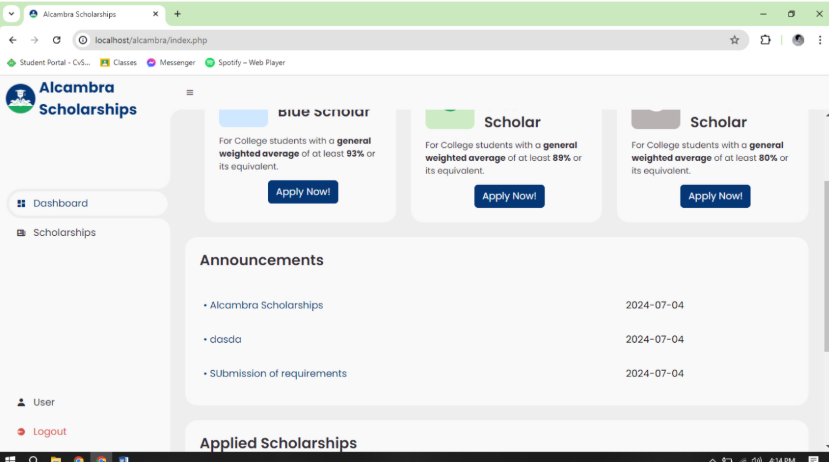 Alcambra Scholarships
localhost/alcambra/index.php
Student Portal - CvS... Classes Messenger Spotify – Web Player
Alcambra
Scholarships
Blue Scholar
For College students with a general
weighted average of at least 93% or
its equivalent.
Apply Now!
Scholar
For College students with a general
weighted average of at least 89% or
its equivalent.
Apply Now!
Scholar
For College students with a general
weighted average of at least 80% or
its equivalent.
Apply Now!
Dashboard
Scholarships
Announcements
• Alcambra Scholarships 2024-07-04
• dasda 2024-07-04
• SUbmission of requirements 2024-07-04
User
Logout
Applied Scholarships
4:14 PM